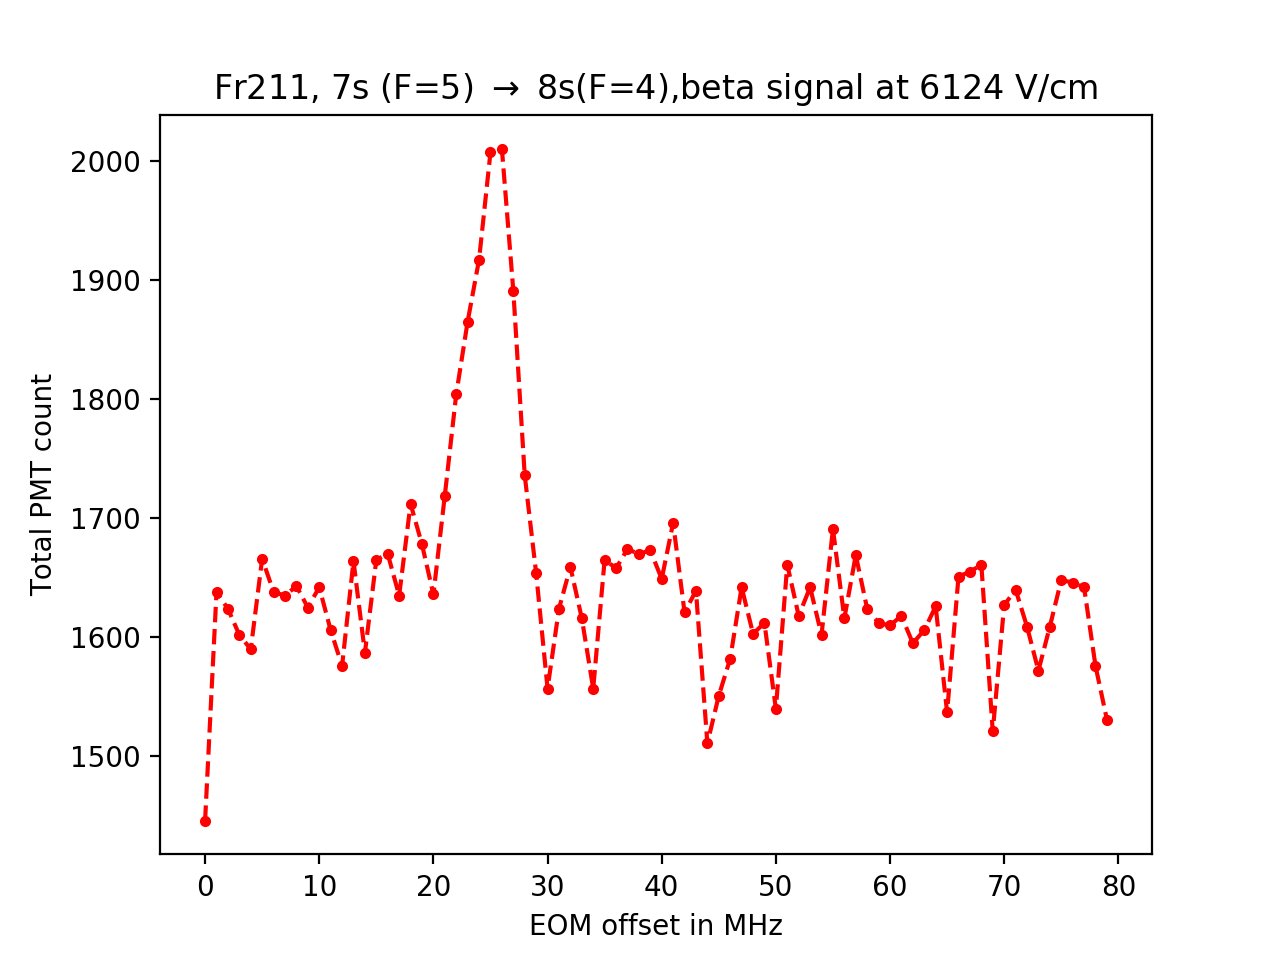 Fr211, 7s (F=5) → 8s(F=4),beta signal at 6124 V/cm
Total PMT count
2000
1900
1800
1700
1600
1500
0 10 20 30 40 50 60 70 80
EOM offset in MHz